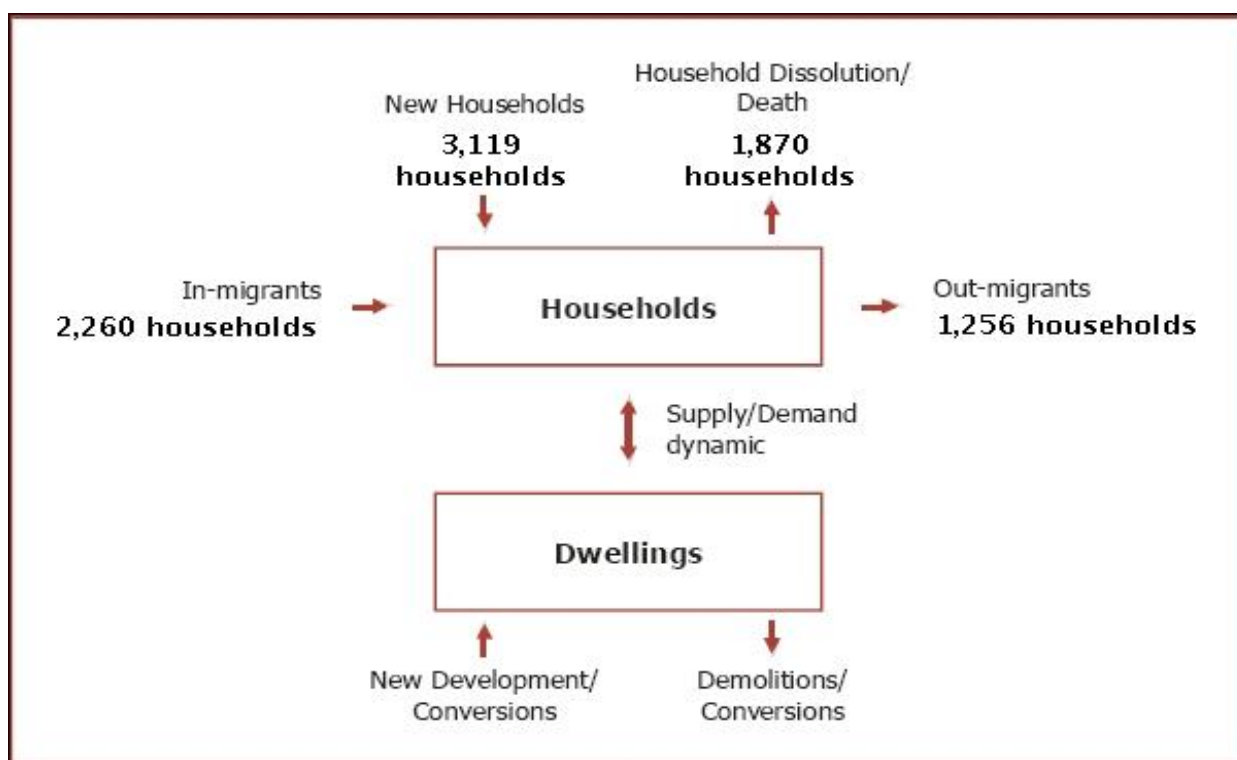 New Households
3,119
households
Household Dissolution/
Death
1,870
households
In-migrants
2,260 households
Households
Out-migrants
1,256 households
Supply/Demand
dynamic
Dwellings
New Development/
Conversions
Demolitions/
Conversions